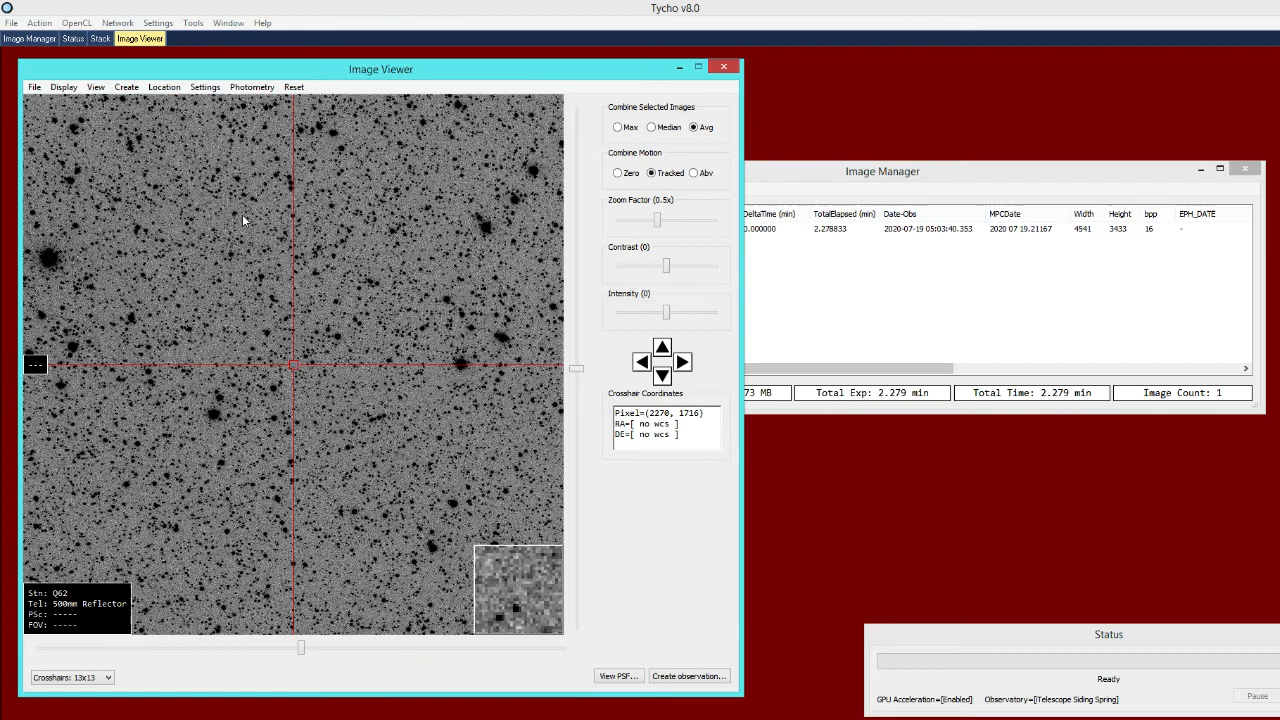 Tycho v8.0
File Action OpenCL Network Settings Tools Window Help
Image Manager Status Stack Image Viewer
Image Viewer
File Display View Create Location Settings Photometry Reset
Combine Selected Images
Max Median Avg
Combine Motion
Zero Tracked Abv
Zoom Factor (0.5x)
Contrast (0)
Intensity (0)
Crosshair Coordinates
Pixel=(2270, 1716)
RA=[ no wcs ]
DE=[ no wcs ]
---
Stn: Q62
Tel: 500mm Reflector
PSc: -----
FOV: -----
Crosshairs: 13x13
View PSF... Create observation...
Image Manager
DeltaTime (min) TotalElapsed (min) Date-Obs MPCDate Width Height bpp EPH_DATE
0.000000 2.278833 2020-07-19 05:03:40.353 2020 07 19.21167 4541 3433 16 -
73 MB Total Exp: 2.279 min Total Time: 2.279 min Image Count: 1
Status
Ready
GPU Acceleration=[Enabled] Observatory=[iTelescope Siding Spring] Pause